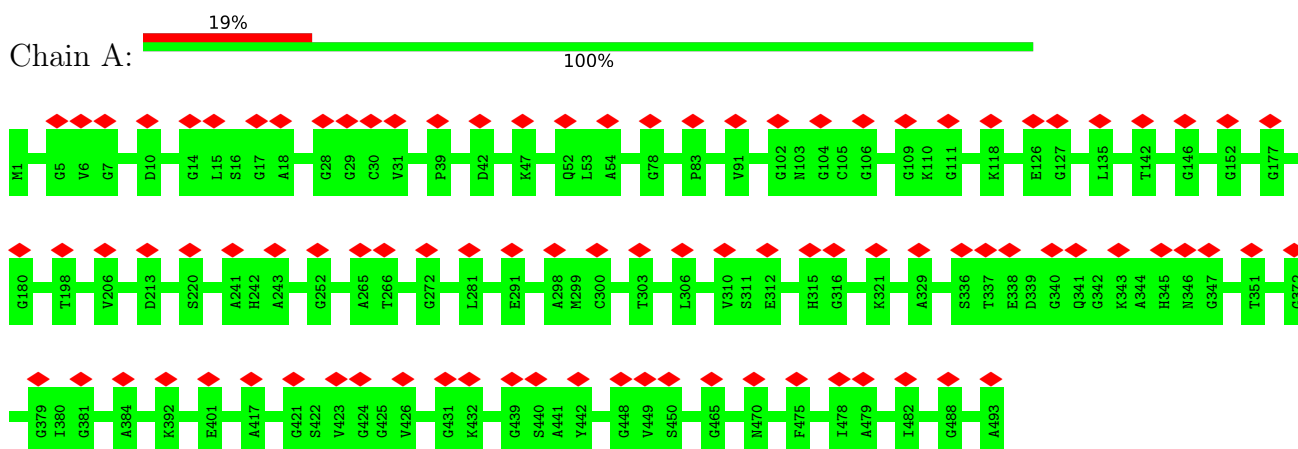 19%
Chain A:
100%
M1 G5 V6 G7 D10 G14 L15 S16 G17 A18 G28 G29 C30 V31 P39 D42 K47 Q52 L53 A54 G78 P83 V91 G102 N103 G104 C105 G106 G109 K110 G111 K118 E126 G127 L135 T142 G146 G152 G177
G180 T198 V206 D213 S220 A241 H242 A243 G252 A265 T266 G272 L281 E291 A298 M299 C300 T303 L306 V310 S311 E312 H315 G316 K321 A329 S336 T337 E338 D339 G340 Q341 G342 K343 A344 H345 N346 G347 T351
G379 I380 G381 A384 K392 E401 A417 G421 S422 V423 G424 G425 V426 G431 K432 G439 S440 A441 Y442 G448 V449 S450 G465 N470 F475 I478 A479 I482 G488 A493